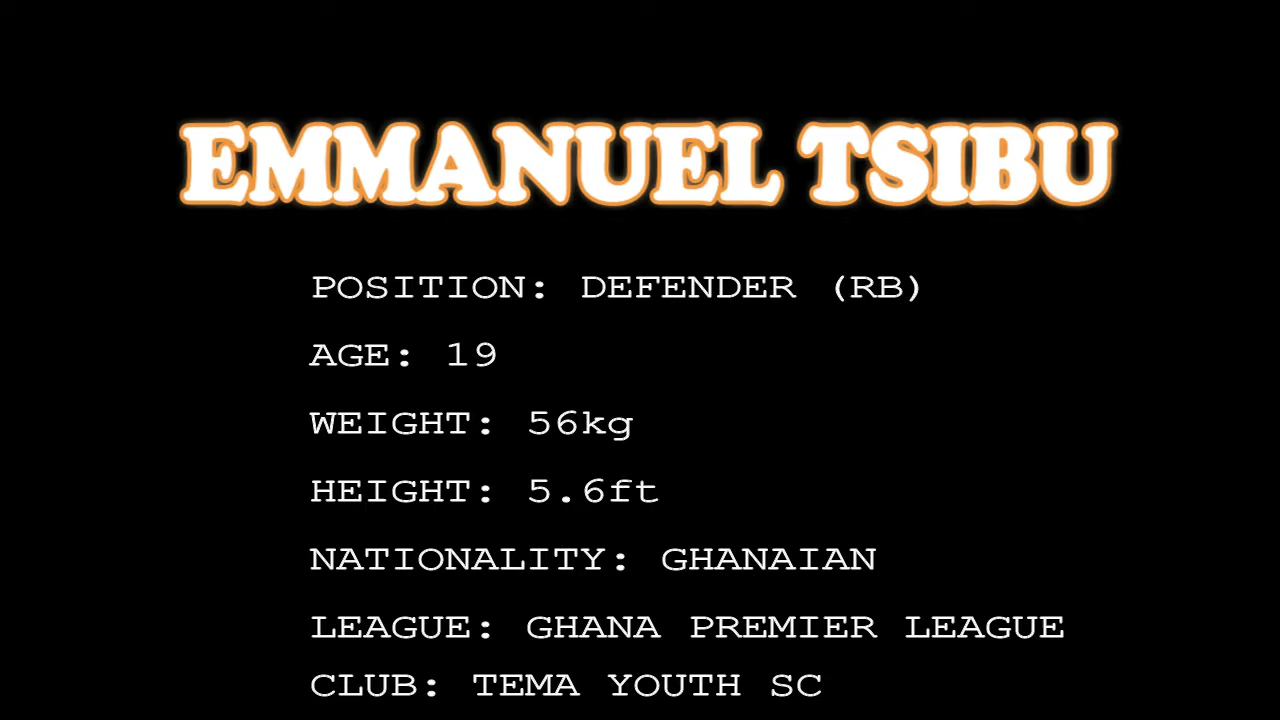 EMMANUEL TSIBU
POSITION: DEFENDER (RB)
AGE: 19
WEIGHT: 56kg
HEIGHT: 5.6ft
NATIONALITY: GHANAIAN
LEAGUE: GHANA PREMIER LEAGUE
CLUB: TEMA YOUTH SC